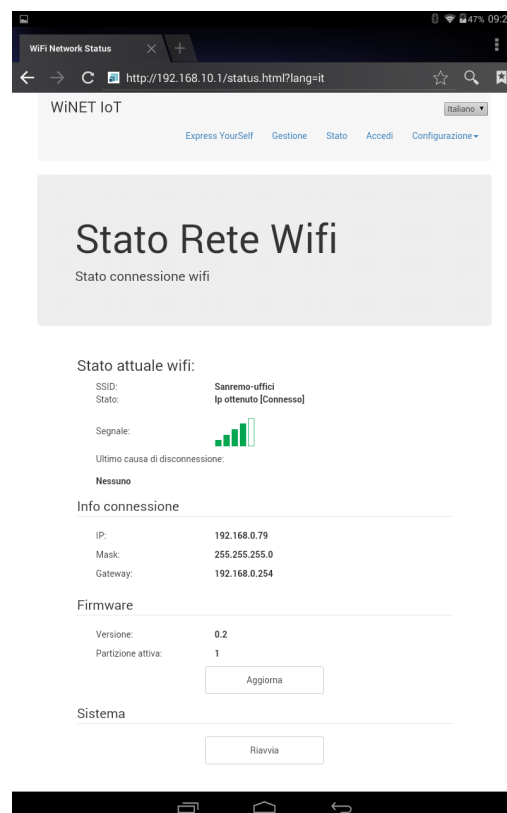 47% 09:2
WiFi Network Status
http://192.168.10.1/status.html?lang=it
WiNET IoT
Italiano
Express YourSelf Gestione Stato Accedi Configurazione
Stato Rete Wifi
Stato connessione wifi
Stato attuale wifi:
SSID: Sanremo-uffici
Stato: Ip ottenuto [Connesso]
Segnale:
Ultimo causa di disconnessione:
Nessuno
Info connessione
IP: 192.168.0.79
Mask: 255.255.255.0
Gateway: 192.168.0.254
Firmware
Versione: 0.2
Partizione attiva: 1
Aggiorna
Sistema
Riavvia